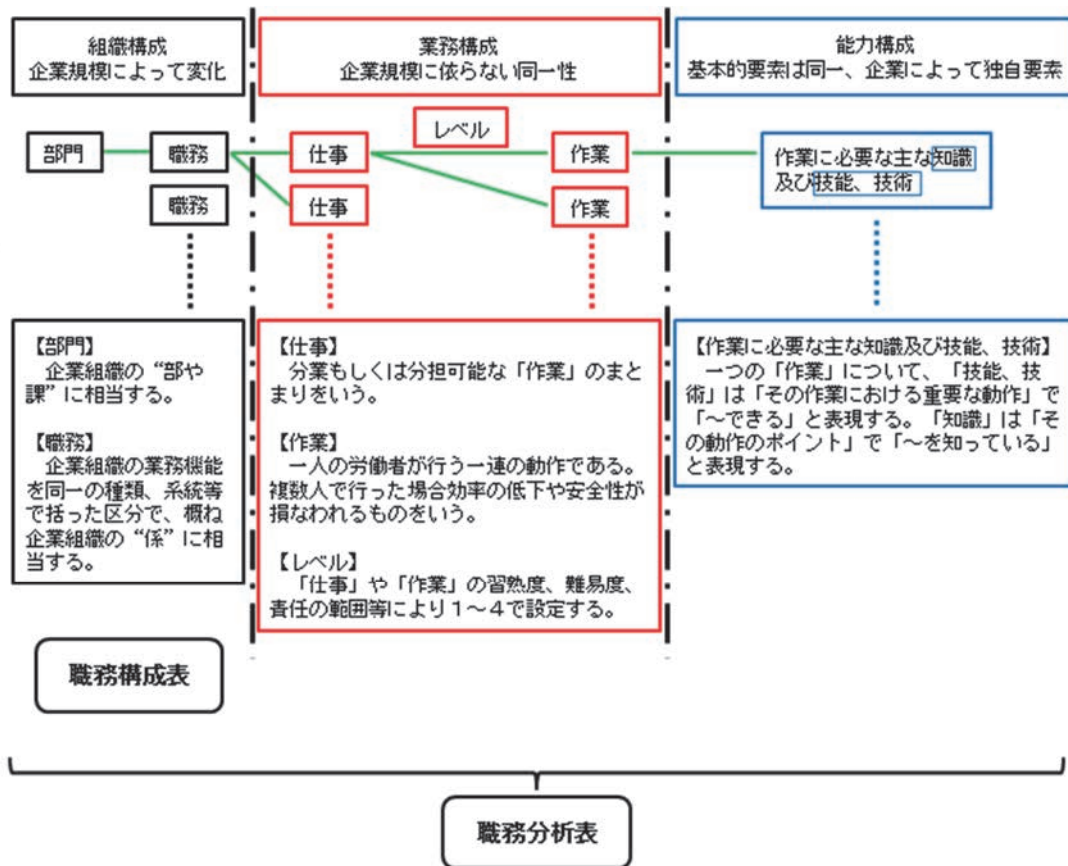 組織構成
企業規模によって変化
業務構成
企業規模に依らない同一性
能力構成
基本的要素は同一、企業によって独自要素
レベル
部門
職務
仕事
作業
作業に必要な主な知識
及び技能、技術
職務
仕事
作業
【部門】
企業組織の“部や
課”に相当する。
【職務】
企業組織の業務機能
を同一の種類、系統等
で括った区分で、概ね
企業組織の“係”に相
当する。
【仕事】
分業もしくは分担可能な「作業」のまと
まりをいう。
【作業】
一人の労働者が行う一連の動作である。
複数人で行った場合効率の低下や安全性が
損なわれるものをいう。
【レベル】
「仕事」や「作業」の習熟度、難易度、
責任の範囲等により１～４で設定する。
【作業に必要な主な知識及び技能、技術】
一つの「作業」について、「技能、技
術」は「その作業における重要な動作」で
「～できる」と表現する。「知識」は「そ
の動作のポイント」で「～を知っている」
と表現する。
職務構成表
職務分析表